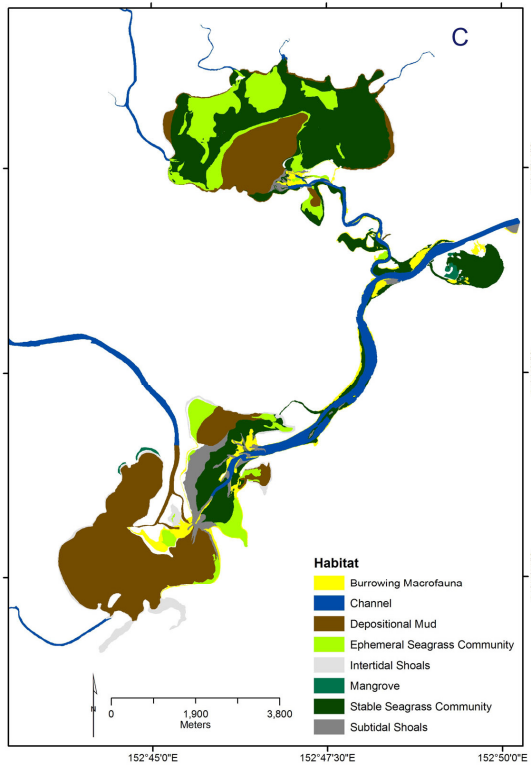 C
Habitat
Burrowing Macrofauna
Channel
Depositional Mud
Ephemeral Seagrass Community
Intertidal Shoals
Mangrove
Stable Seagrass Community
Subtidal Shoals
N
0 1,900 3,800
Meters
152°45'0"E 152°47'30"E 152°50'0"E